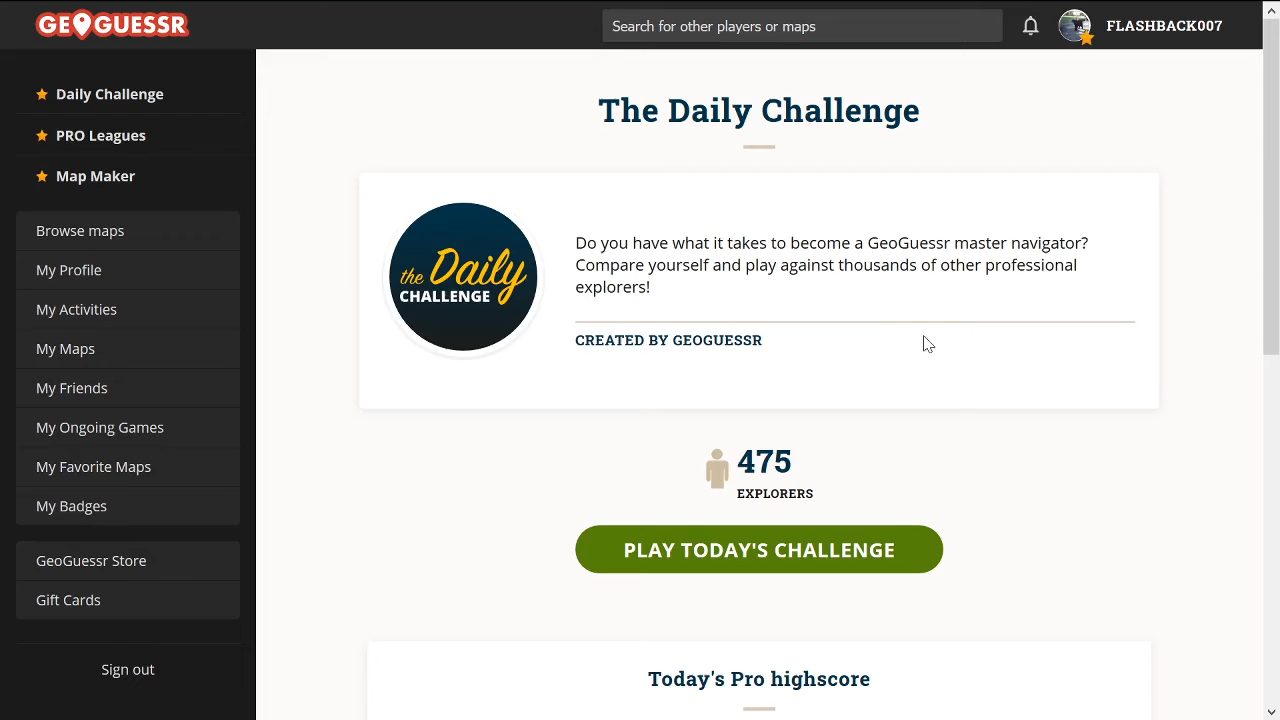 GEOGUESSR
Search for other players or maps
FLASHBACK007
Daily Challenge
PRO Leagues
Map Maker
Browse maps
My Profile
My Activities
My Maps
My Friends
My Ongoing Games
My Favorite Maps
My Badges
GeoGuessr Store
Gift Cards
Sign out
The Daily Challenge
the Daily
CHALLENGE
Do you have what it takes to become a GeoGuessr master navigator?
Compare yourself and play against thousands of other professional
explorers!
CREATED BY GEOGUESSR
475
EXPLORERS
PLAY TODAY'S CHALLENGE
Today's Pro highscore